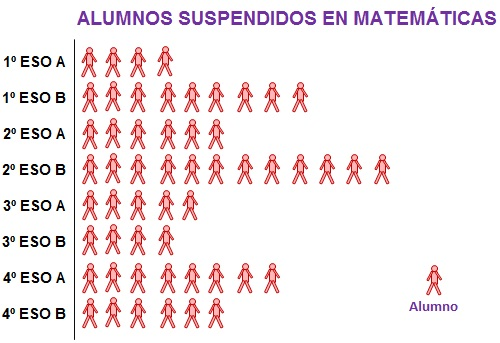 ALUMNOS SUSPENDIDOS EN MATEMÁTICAS
1º ESO A
1º ESO B
2º ESO A
2º ESO B
3º ESO A
3º ESO B
4º ESO A
4º ESO B
Alumno